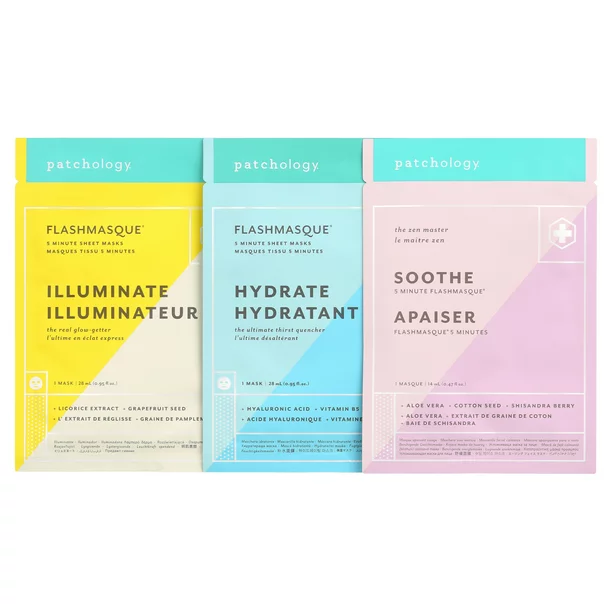 patchology.
FLASHMASQUE®
5 MINUTE SHEET MASKS
MASQUES TISSU 5 MINUTES
ILLUMINATE
ILLUMINATEUR
the real glow-getter
l'ultime en éclat express
1 MASK | 28 mL (0.95 fl oz.)
• LICORICE EXTRACT • GRAPEFRUIT SEED
• L' EXTRAIT DE RÉGLISSE • GRAINE DE PAMPLEM
patchology.
FLASHMASQUE®
5 MINUTE SHEET MASKS
MASQUES TISSU 5 MINUTES
HYDRATE
HYDRATANT
the ultimate thirst quencher
l'ultime désaltérant
1 MASK | 28 mL (0.95 fl oz.)
• HYALURONIC ACID • VITAMIN B5
• ACIDE HYALURONIQUE • VITAMINE
patchology.
the zen master
le maitre zen
SOOTHE
5 MINUTE FLASHMASQUE®
APAISER
FLASHMASQUE® 5 MINUTES
1 MASQUE | 14 mL (0.47 fl oz.)
• ALOE VERA • COTTON SEED • SHISANDRA BERRY
• ALOE VERA • EXTRAIT DE GRAINE DE COTON
• BAIE DE SCHISANDRA